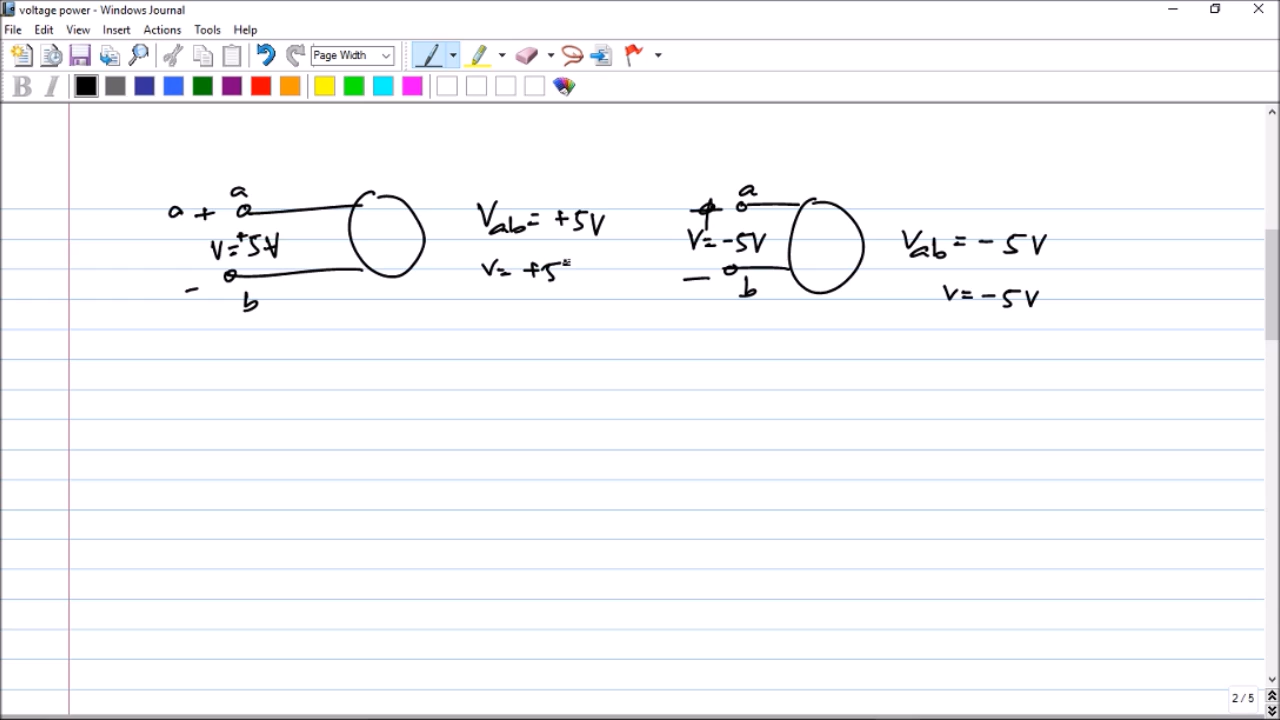 voltage power - Windows Journal
File Edit View Insert Actions Tools Help
Page Width
B I
a
a +
V=+5V
-
b
Vab= +5V
V= +5
a
+
V= -5V
-
b
Vab = - 5V
V= - 5V
2 / 5